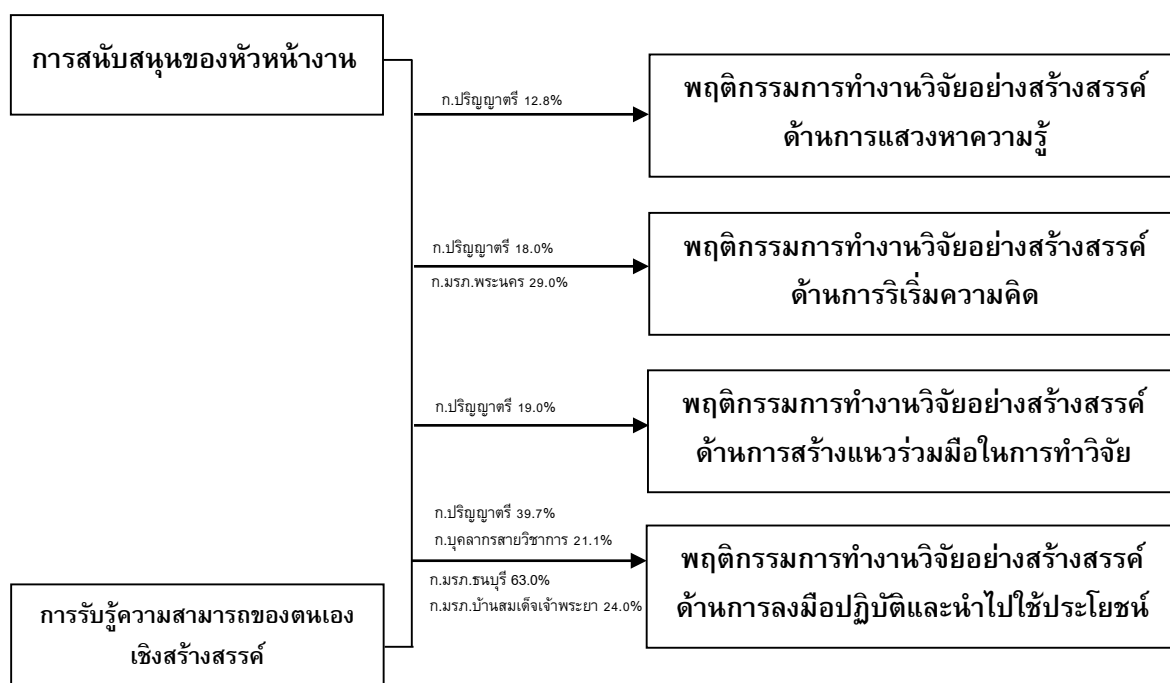 การสนับสนุนของหัวหน้างาน
ก.ปริญญาตรี 12.8%
พฤติกรรมการทำงานวิจัยอย่างสร้างสรรค์
ด้านการแสวงหาความรู้
ก.ปริญญาตรี 18.0%
ก.มรภ.พระนคร 29.0%
พฤติกรรมการทำงานวิจัยอย่างสร้างสรรค์
ด้านการริเริ่มความคิด
ก.ปริญญาตรี 19.0%
พฤติกรรมการทำงานวิจัยอย่างสร้างสรรค์
ด้านการสร้างแนวร่วมมือในการทำวิจัย
ก.ปริญญาตรี 39.7%
ก.บุคลากรสายวิชาการ 21.1%
ก.มรภ.ธนบุรี 63.0%
ก.มรภ.บ้านสมเด็จเจ้าพระยา 24.0%
พฤติกรรมการทำงานวิจัยอย่างสร้างสรรค์
ด้านการลงมือปฏิบัติและนำไปใช้ประโยชน์
การรับรู้ความสามารถของตนเอง
เชิงสร้างสรรค์